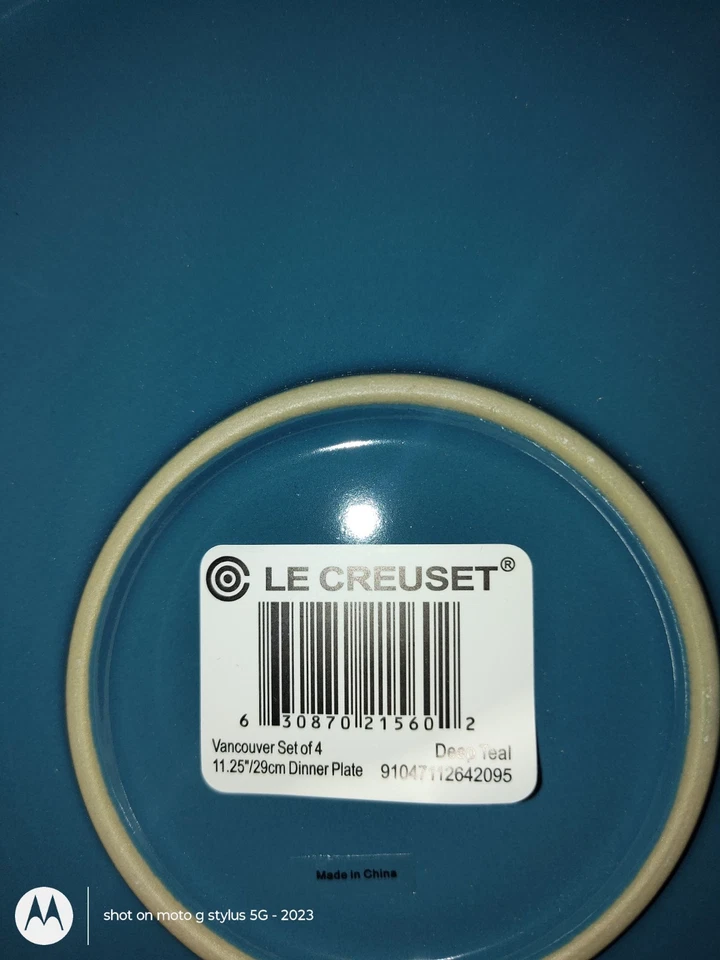 LE CREUSET®
6 30870 21560 2
Vancouver Set of 4
Deep Teal
11.25"/29cm Dinner Plate
91047112642095
Made in China
shot on moto g stylus 5G - 2023